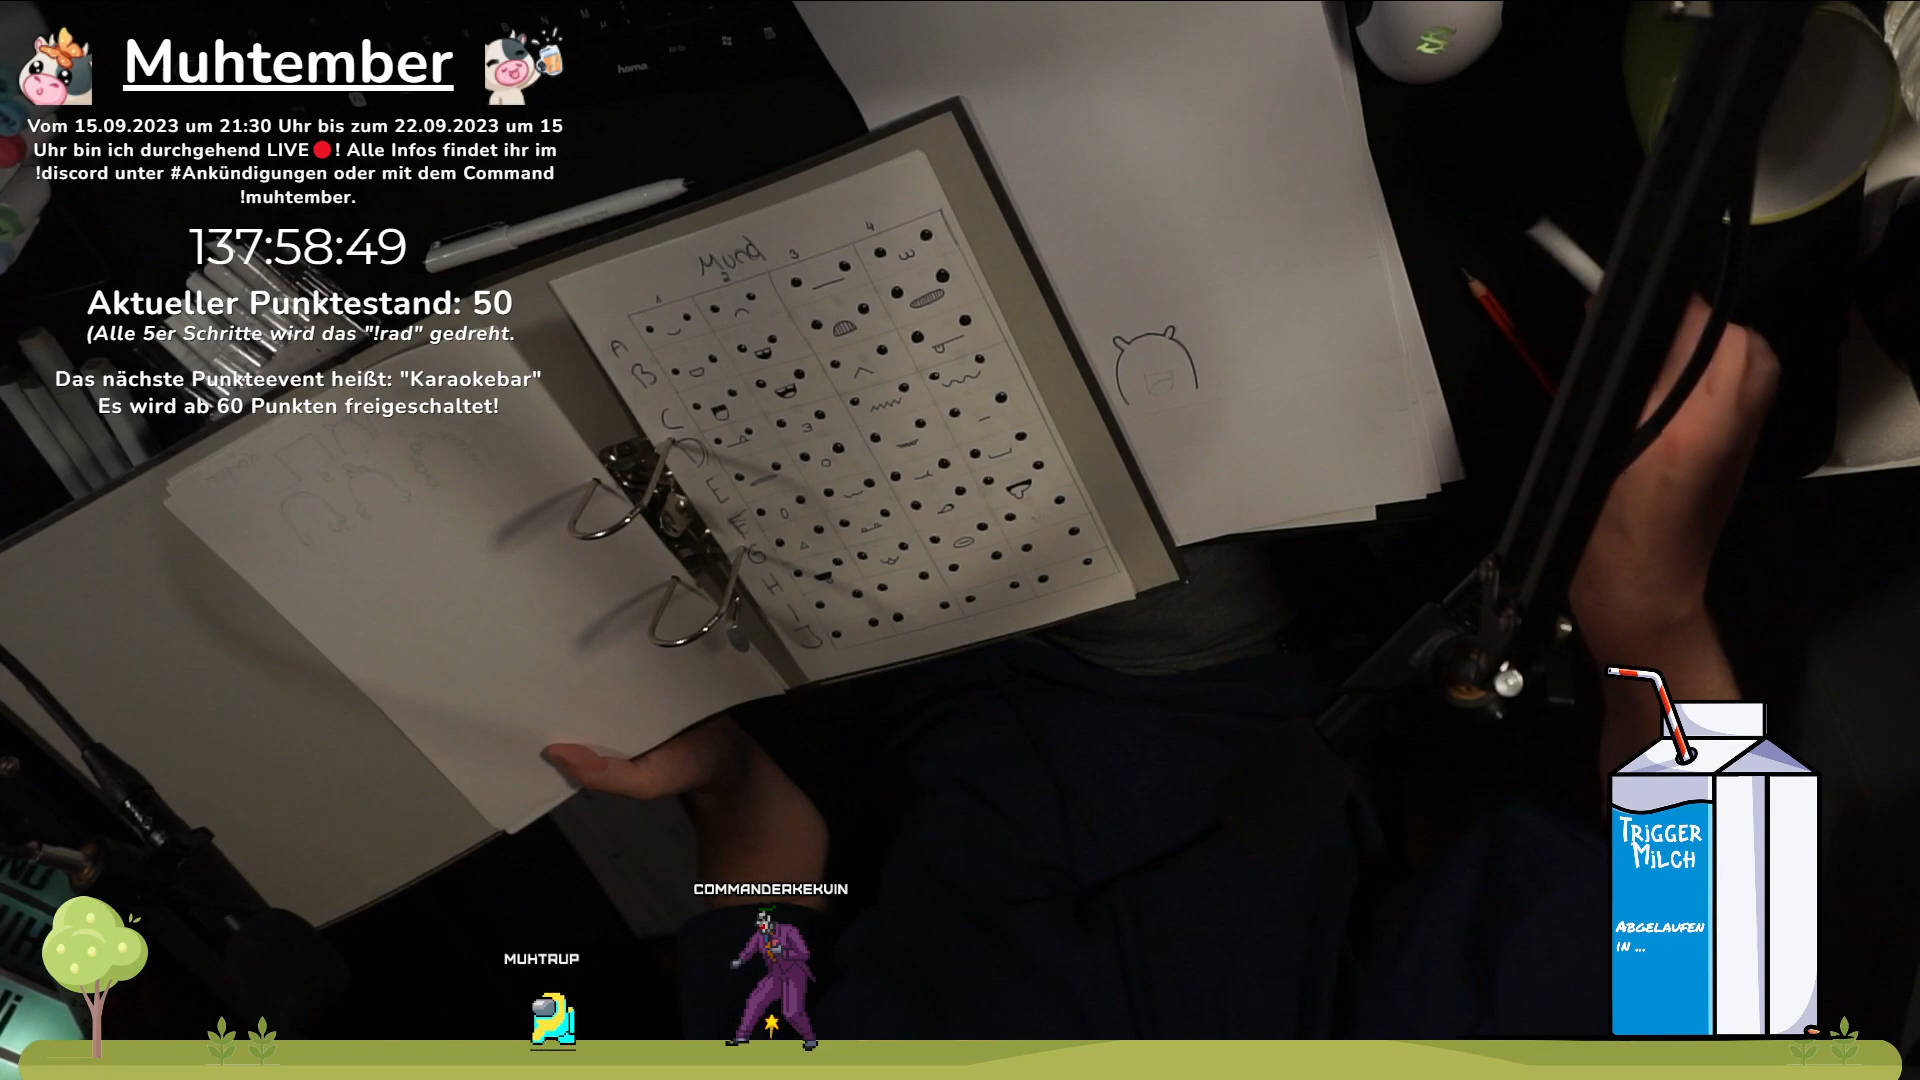 Muhtember
Vom 15.09.2023 um 21:30 Uhr bis zum 22.09.2023 um 15
Uhr bin ich durchgehend LIVE🔴! Alle Infos findet ihr im
!discord unter #Ankündigungen oder mit dem Command
!muhtember.
137:58:49
Aktueller Punktestand: 50
(Alle 5er Schritte wird das "!rad" gedreht.
Das nächste Punkteevent heißt: "Karaokebar"
Es wird ab 60 Punkten freigeschaltet!
hama
Mund
1 2 3 4
A
B
C
D
E
F
G
H
I
J
TRIGGER
MILCH
ABGELAUFEN
IN ...
COMMANDERKEKUIN
MUHTRUP